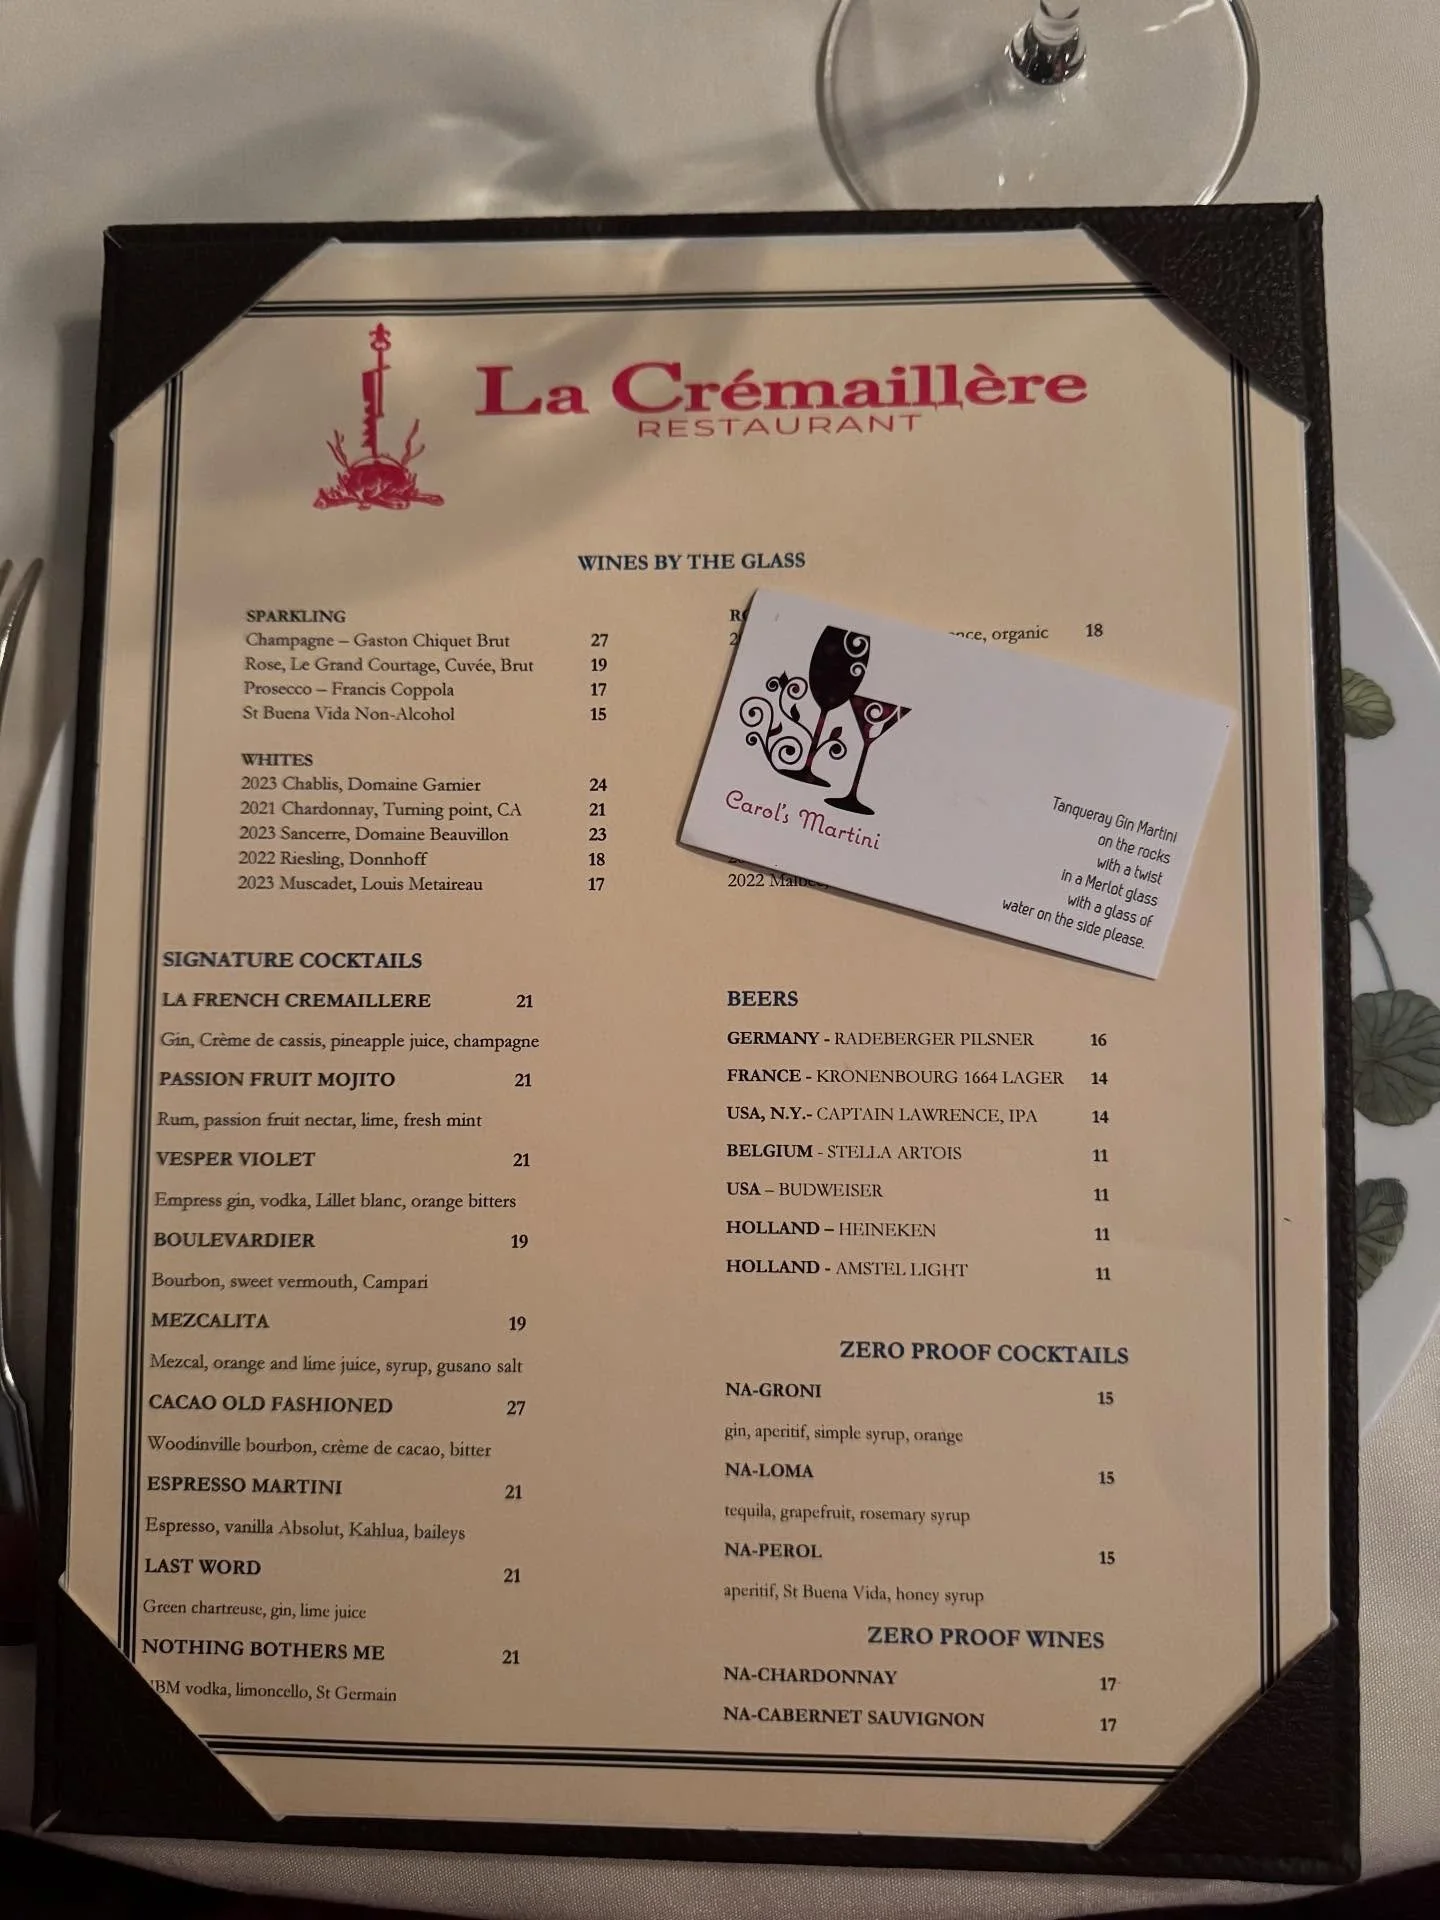 La Crémaillère
RESTAURANT
WINES BY THE GLASS
SPARKLING
Champagne – Gaston Chiquet Brut 27
Rose, Le Grand Courtage, Cuvée, Brut 19
Prosecco – Francis Coppola 17
St Buena Vida Non-Alcohol 15
WHITES
2023 Chablis, Domaine Garnier 24
2021 Chardonnay, Turning point, CA 21
2023 Sancerre, Domaine Beauvillon 23
2022 Riesling, Donnhoff 18
2023 Muscadet, Louis Metaireau 17
organic 18
2022
Carol's Martini
Tanqueray Gin Martini
on the rocks
with a twist
in a Merlot glass
with a glass of
water on the side please.
SIGNATURE COCKTAILS
LA FRENCH CREMAILLERE 21
Gin, Crème de cassis, pineapple juice, champagne
PASSION FRUIT MOJITO 21
Rum, passion fruit nectar, lime, fresh mint
VESPER VIOLET 21
Empress gin, vodka, Lillet blanc, orange bitters
BOULEVARDIER 19
Bourbon, sweet vermouth, Campari
MEZCALITA 19
Mezcal, orange and lime juice, syrup, gusano salt
CACAO OLD FASHIONED 27
Woodinville bourbon, crème de cacao, bitter
ESPRESSO MARTINI 21
Espresso, vanilla Absolut, Kahlua, baileys
LAST WORD 21
Green chartreuse, gin, lime juice
NOTHING BOTHERS ME 21
vodka, limoncello, St Germain
BEERS
GERMANY - RADEBERGER PILSNER 16
FRANCE - KRONENBOURG 1664 LAGER 14
USA, N.Y.- CAPTAIN LAWRENCE, IPA 14
BELGIUM - STELLA ARTOIS 11
USA – BUDWEISER 11
HOLLAND – HEINEKEN 11
HOLLAND - AMSTEL LIGHT 11
ZERO PROOF COCKTAILS
NA-GRONI 15
gin, aperitif, simple syrup, orange
NA-LOMA 15
tequila, grapefruit, rosemary syrup
NA-PEROL 15
aperitif, St Buena Vida, honey syrup
ZERO PROOF WINES
NA-CHARDONNAY 17
NA-CABERNET SAUVIGNON 17